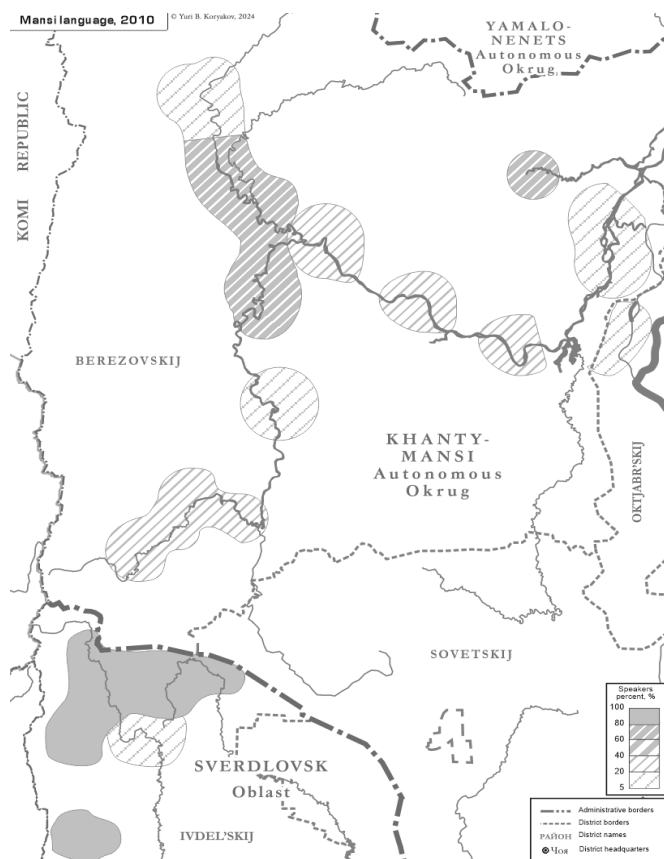 Mansi language, 2010
© Yuri B. Koryakov, 2024
YAMALO-
NENETS
Autonomous
Okrug
KOMI REPUBLIC
BEREZOVSKIJ
KHANTY-
MANSI
Autonomous
Okrug
OKTJABR'SKIJ
SOVETSKIJ
SVERDLOVSK
Oblast
IVDEL'SKIJ
Speakers
percent, %
100
80
60
40
20
5
Administrative borders
District borders
РАЙОН District names
Чоя District headquarters